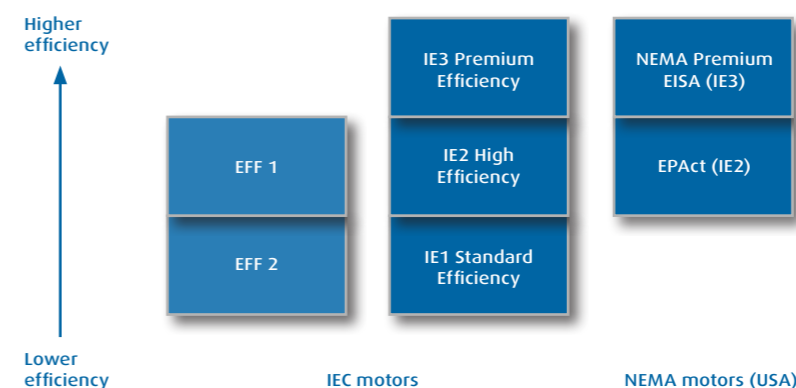 Higher
efficiency
IE3 Premium
Efficiency
NEMA Premium
EISA (IE3)
EFF 1
IE2 High
Efficiency
EPAct (IE2)
EFF 2
IE1 Standard
Efficiency
Lower
efficiency
IEC motors
NEMA motors (USA)